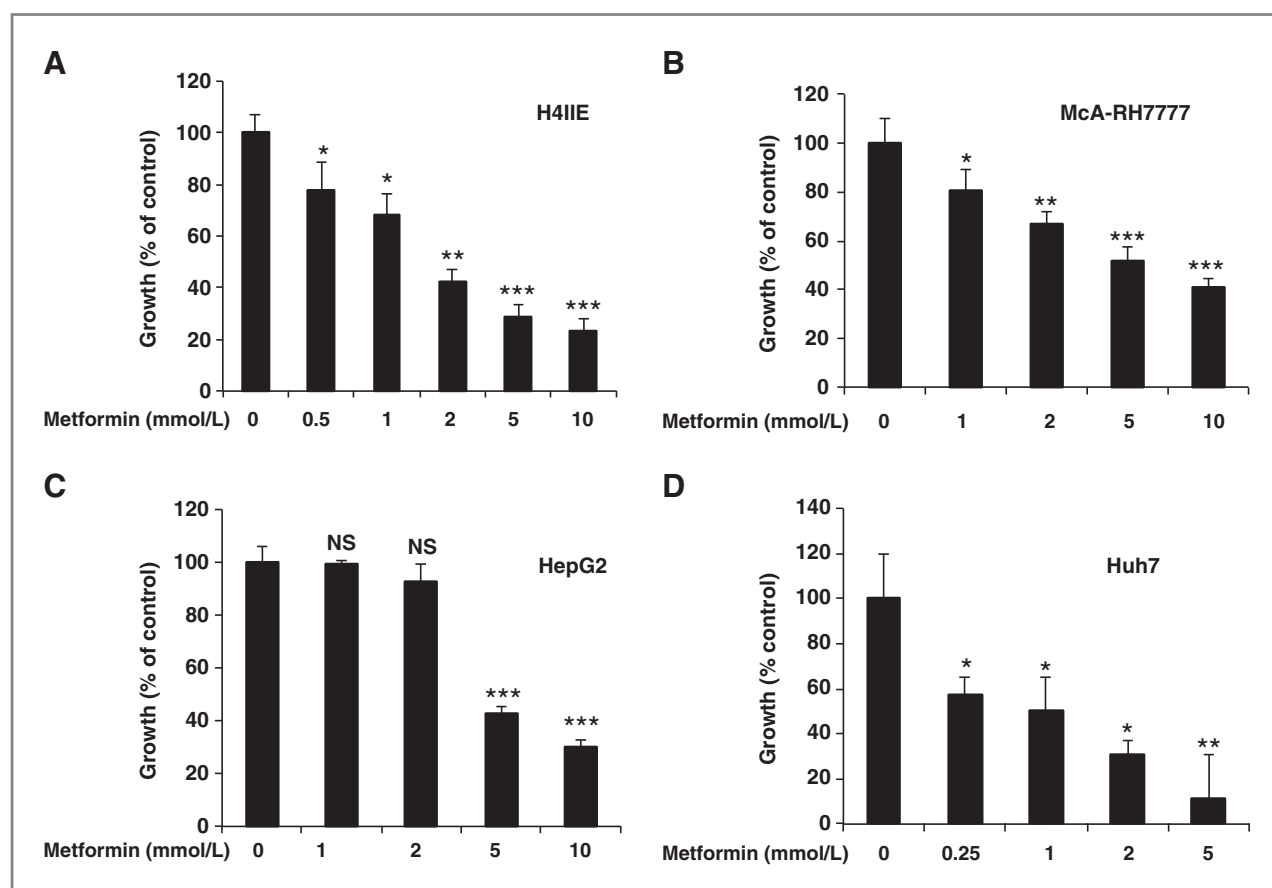 A
H4IIE
Growth (% of control)
120
100
80
60
40
20
0
*
*
**
***
***
Metformin (mmol/L) 0 0.5 1 2 5 10
B
McA-RH7777
Growth (% of control)
120
100
80
60
40
20
0
*
**
***
***
Metformin (mmol/L) 0 1 2 5 10
C
HepG2
Growth (% of control)
120
100
80
60
40
20
0
NS
NS
***
***
Metformin (mmol/L) 0 1 2 5 10
D
Huh7
Growth (% control)
140
120
100
80
60
40
20
0
*
*
*
**
Metformin (mmol/L) 0 0.25 1 2 5